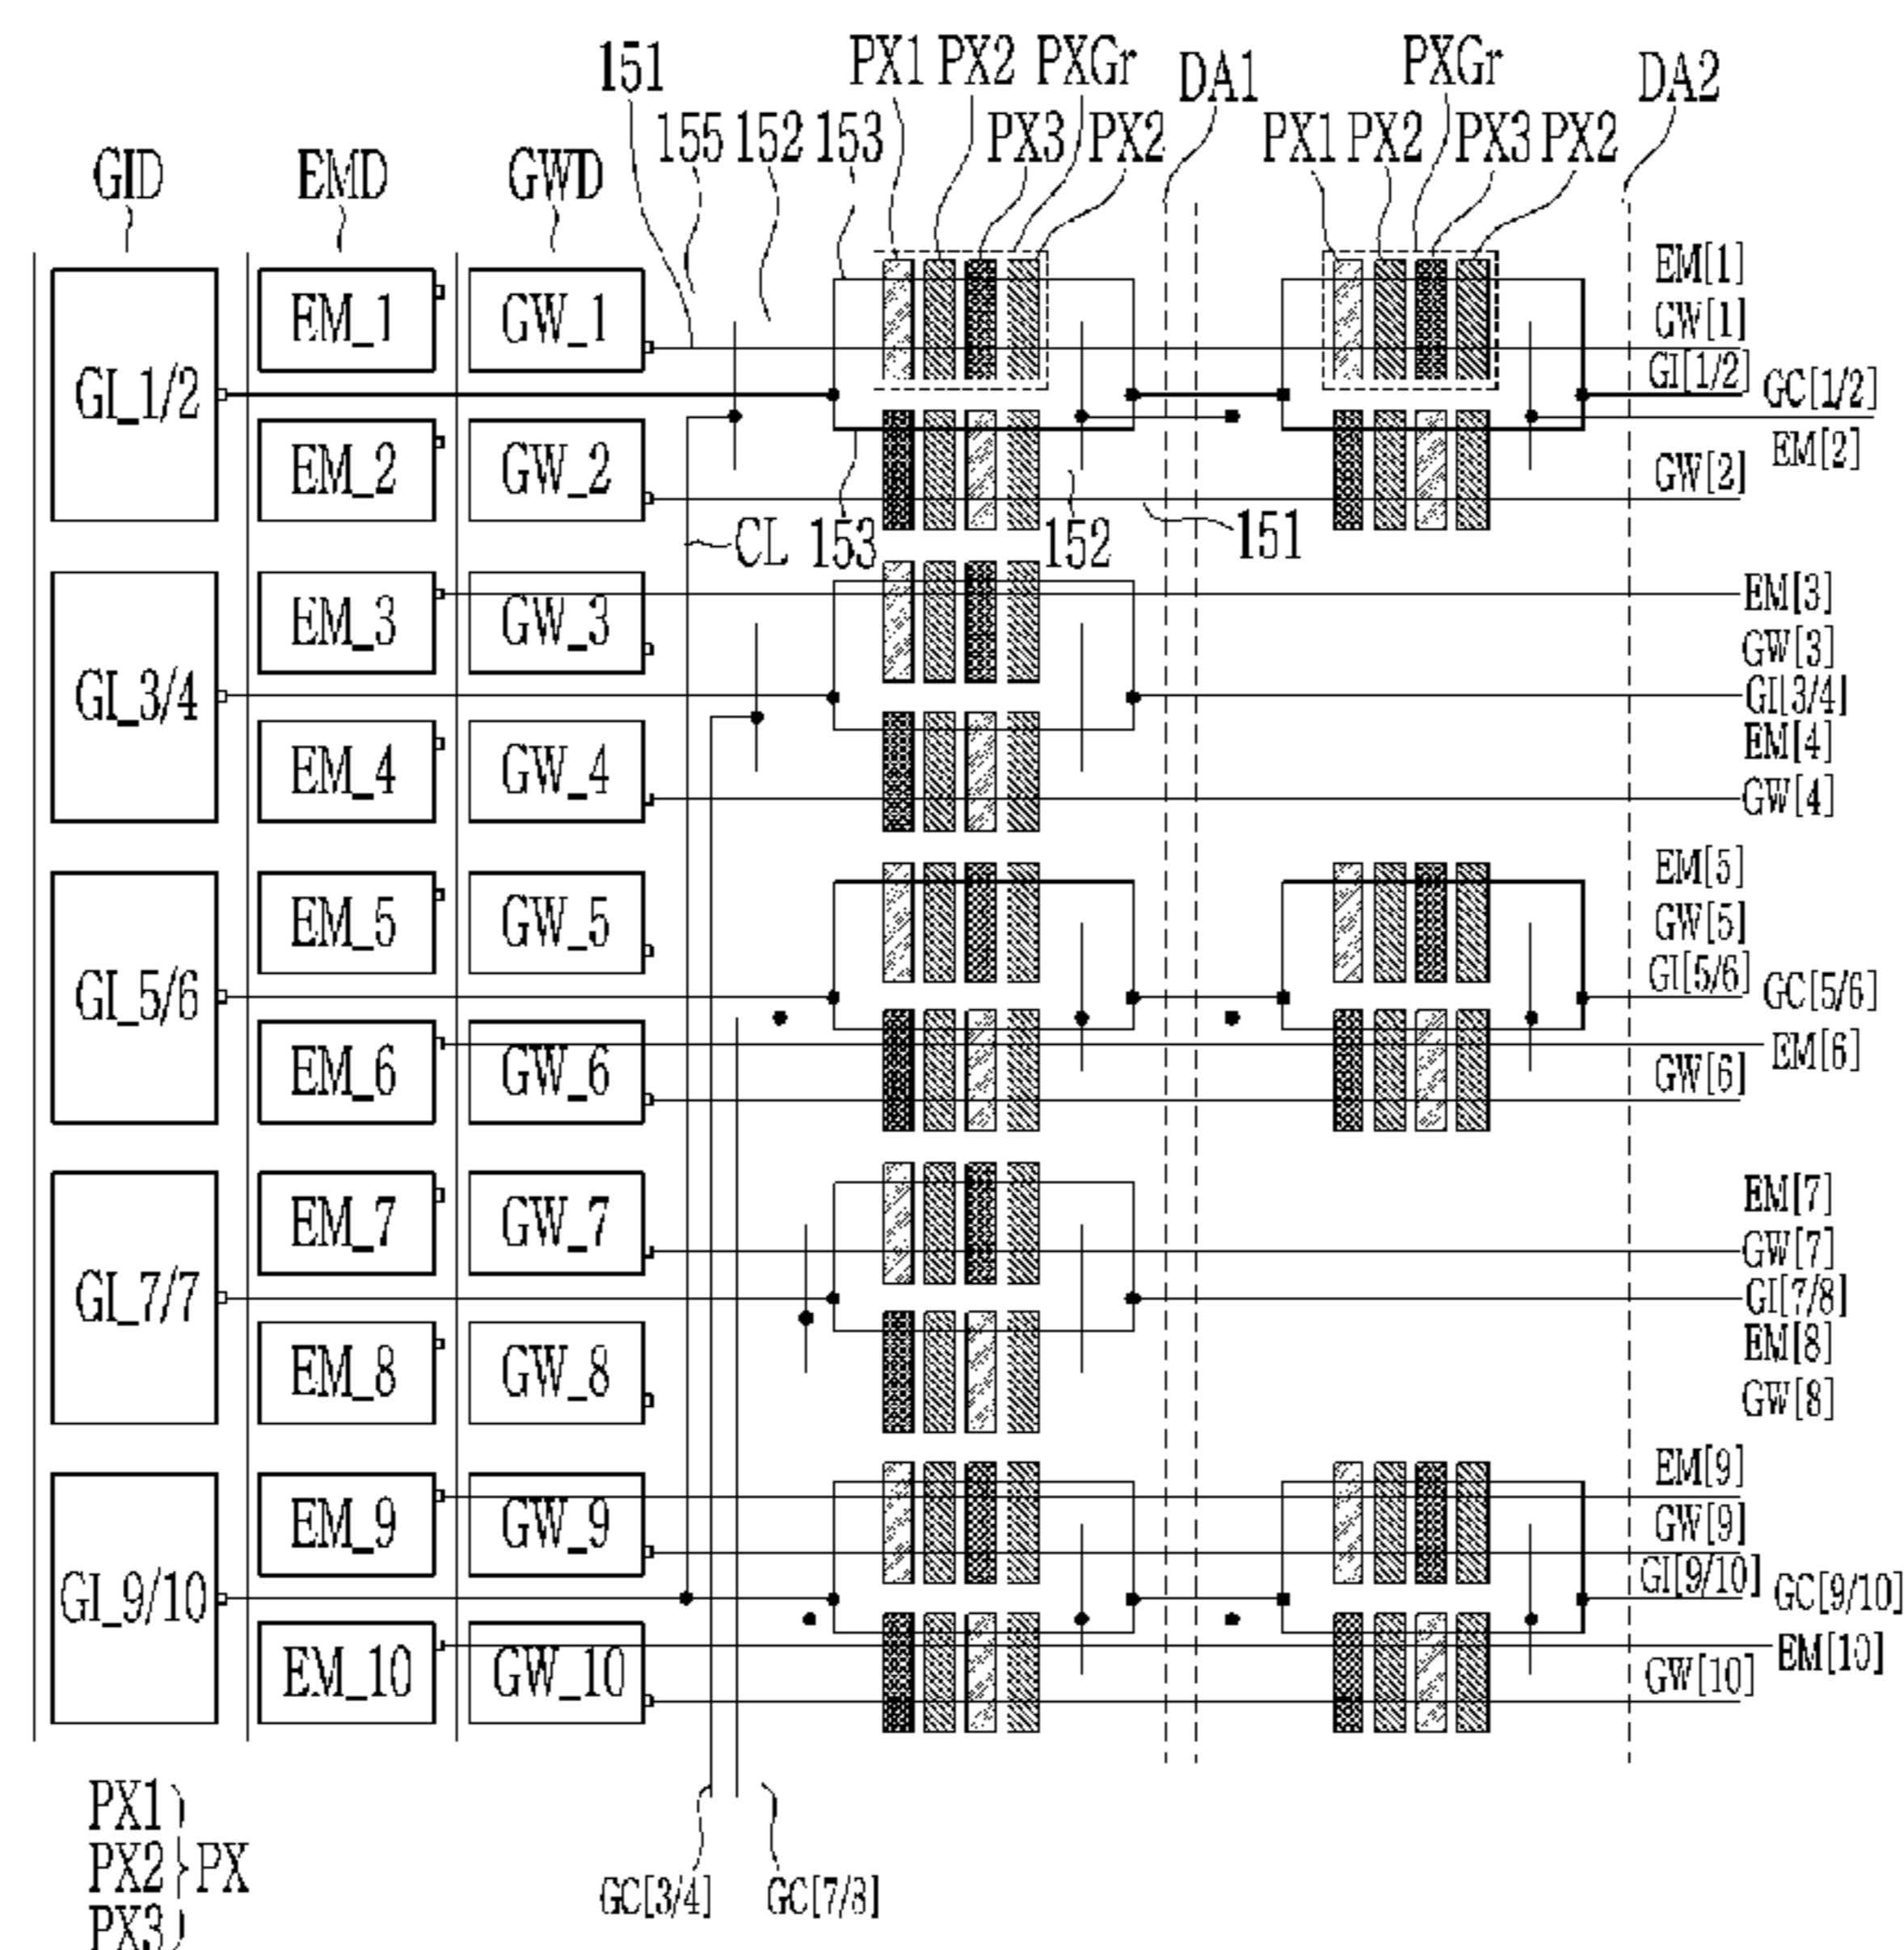 151 PX1 PX2 PXGr DA1 PXGr DA2
155 152 153 PX3 PX2 PX1 PX2 PX3 PX2
GID EMD GWD
EM_1 GW_1 EM[1]
GW[1]
GI_1/2 GI[1/2] GC[1/2]
EM_2 GW_2 EM[2]
GW[2]
CL 153 152 151
EM_3 GW_3 EM[3]
GW[3]
GI_3/4 GI[3/4]
EM_4 GW_4 EM[4]
GW[4]
EM_5 GW_5 EM[5]
GW[5]
GI_5/6 GI[5/6] GC[5/6]
EM_6 GW_6 EM[6]
GW[6]
EM_7 GW_7 EM[7]
GW[7]
GI_7/7 GI[7/8]
EM_8 GW_8 EM[8]
GW[8]
EM_9 GW_9 EM[9]
GW[9]
GI_9/10 GI[9/10] GC[9/10]
EM_10 GW_10 EM[10]
GW[10]
PX1
PX2 PX
PX3
GC[3/4] GC[7/8]